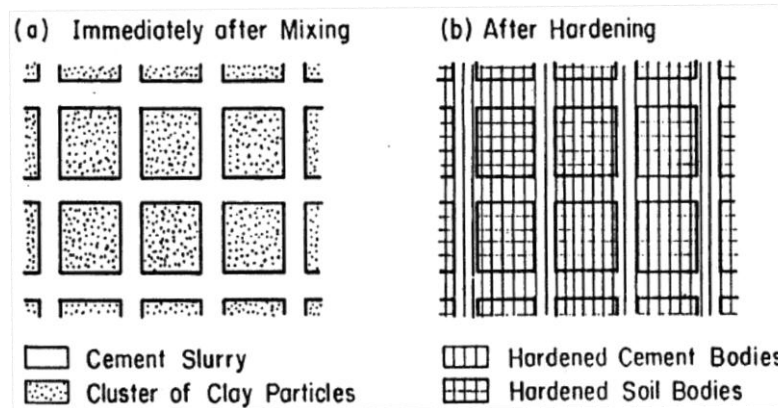 (a) Immediately after Mixing
(b) After Hardening
Cement Slurry
Cluster of Clay Particles
Hardened Cement Bodies
Hardened Soil Bodies